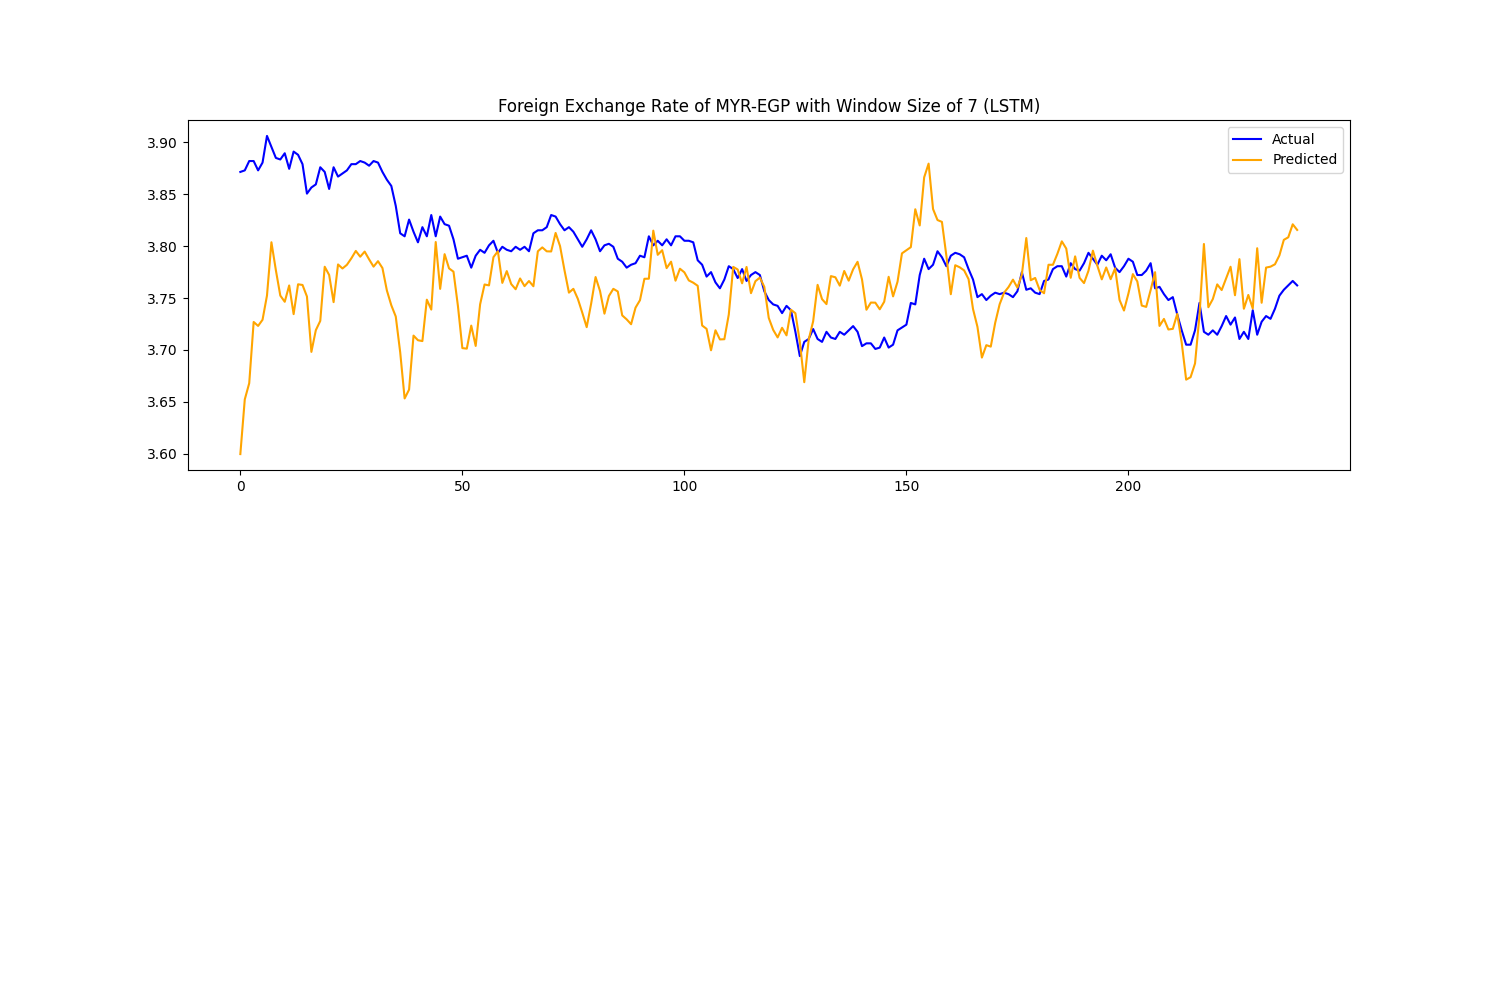 Foreign Exchange Rate of MYR-EGP with Window Size of 7 (LSTM)
Actual
Predicted
3.90
3.85
3.80
3.75
3.70
3.65
3.60
0 50 100 150 200